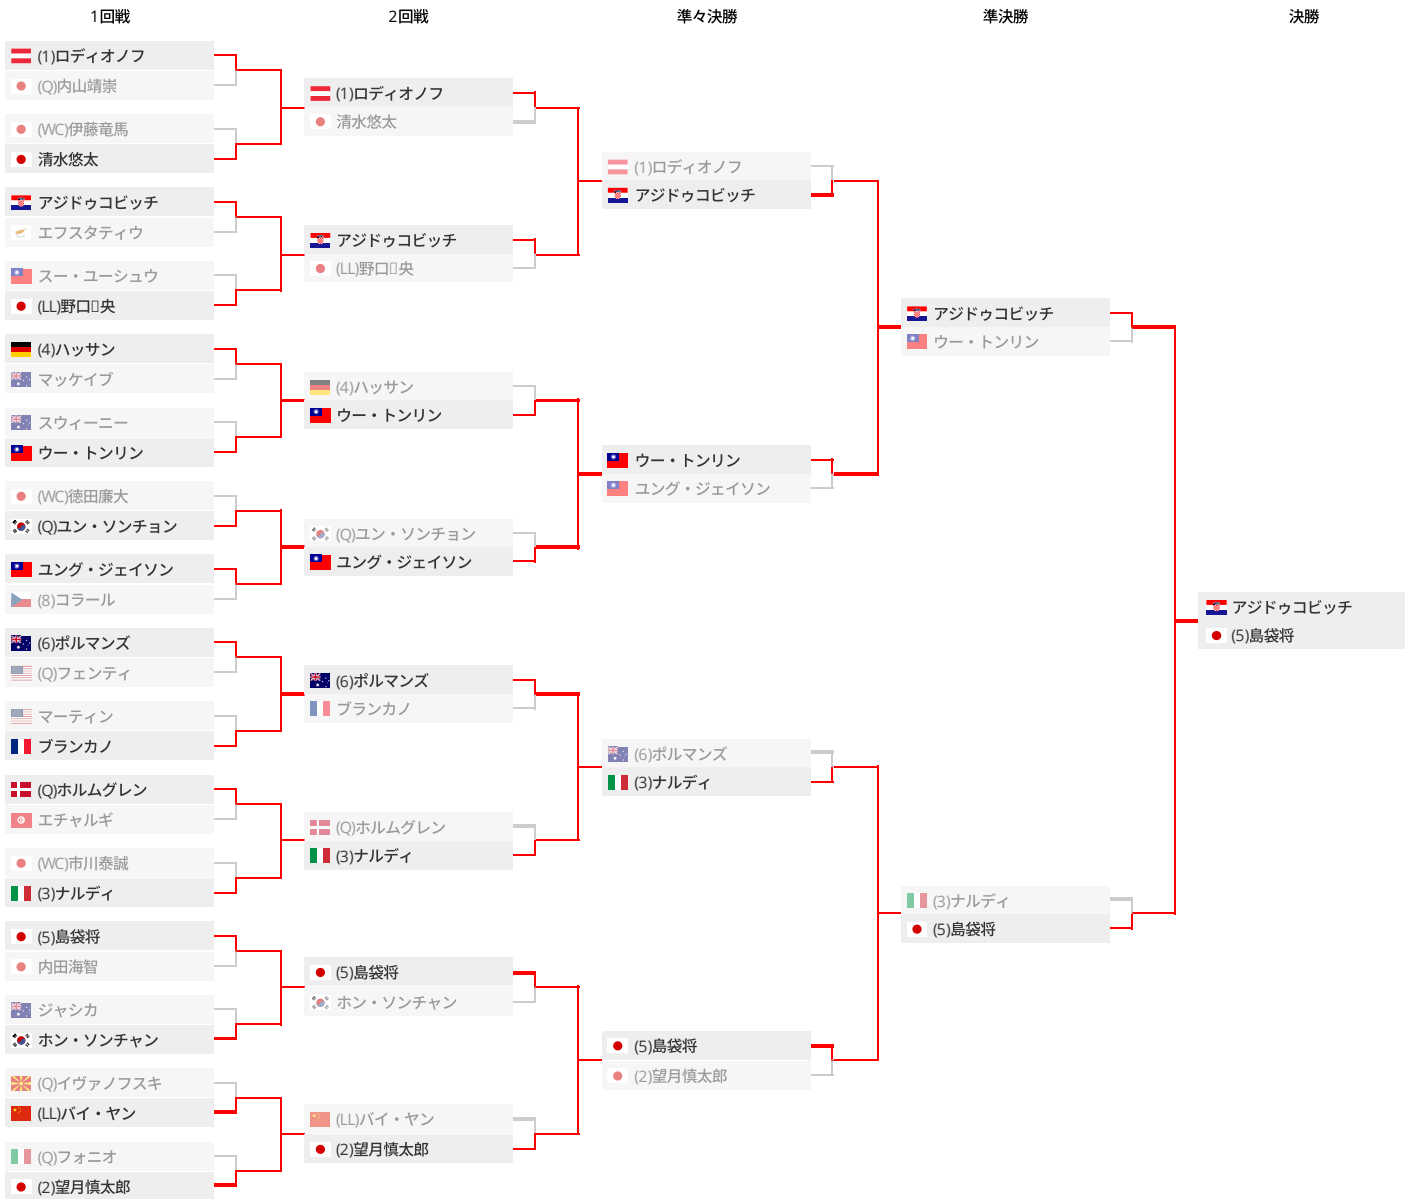 1回戦
2回戦
準々決勝
準決勝
決勝
(1)ロディオノフ
(Q)内山靖崇
(WC)伊藤竜馬
清水悠太
アジドゥコビッチ
エフスタティウ
スー・ユーシュウ
(LL)野口▯央
(4)ハッサン
マッケイブ
スウィーニー
ウー・トンリン
(WC)徳田廉大
(Q)ユン・ソンチョン
ユング・ジェイソン
(8)コラール
(6)ポルマンズ
(Q)フェンティ
マーティン
ブランカノ
(Q)ホルムグレン
エチャルギ
(WC)市川泰誠
(3)ナルディ
(5)島袋将
内田海智
ジャシカ
ホン・ソンチャン
(Q)イヴァノフスキ
(LL)バイ・ヤン
(Q)フォニオ
(2)望月慎太郎
(1)ロディオノフ
清水悠太
アジドゥコビッチ
(LL)野口▯央
(4)ハッサン
ウー・トンリン
(Q)ユン・ソンチョン
ユング・ジェイソン
(6)ポルマンズ
ブランカノ
(Q)ホルムグレン
(3)ナルディ
(5)島袋将
ホン・ソンチャン
(LL)バイ・ヤン
(2)望月慎太郎
(1)ロディオノフ
アジドゥコビッチ
ウー・トンリン
ユング・ジェイソン
(6)ポルマンズ
(3)ナルディ
(5)島袋将
(2)望月慎太郎
アジドゥコビッチ
ウー・トンリン
(3)ナルディ
(5)島袋将
アジドゥコビッチ
(5)島袋将